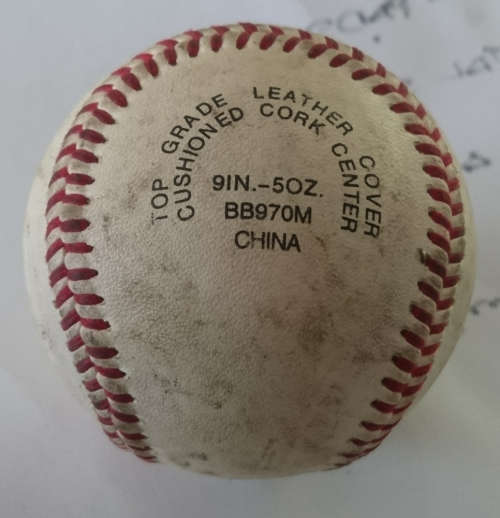 TOP GRADE LEATHER COVER
CUSHIONED CORK CENTER
9IN.-5OZ.
BB970M
CHINA